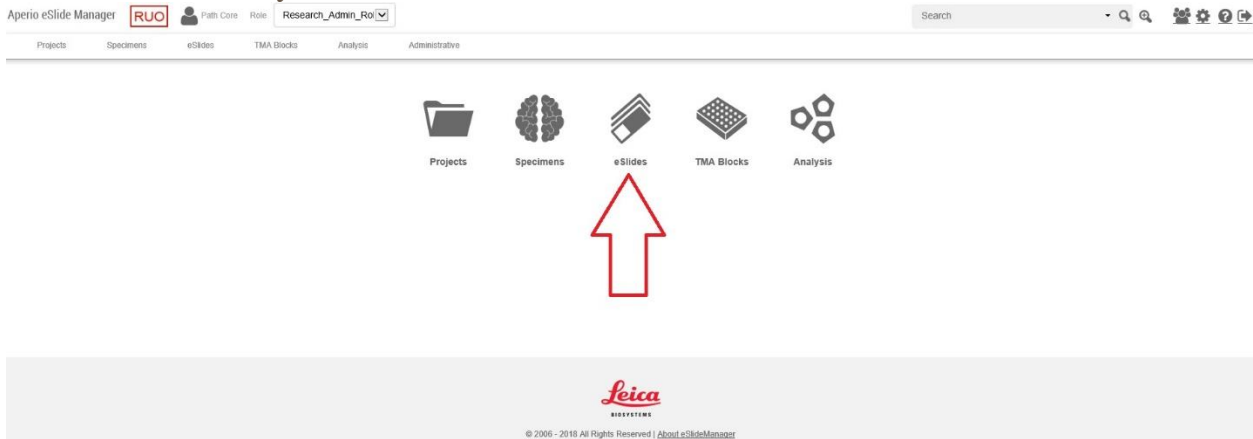 Aperio eSlide Manager RUO Path Core Role Research_Admin_Rol Search
Projects Specimens eSlides TMA Blocks Analysis Administrative
Projects Specimens eSlides TMA Blocks Analysis
Leica
BIOSYSTEMS
© 2006 - 2018 All Rights Reserved | About eSlideManager